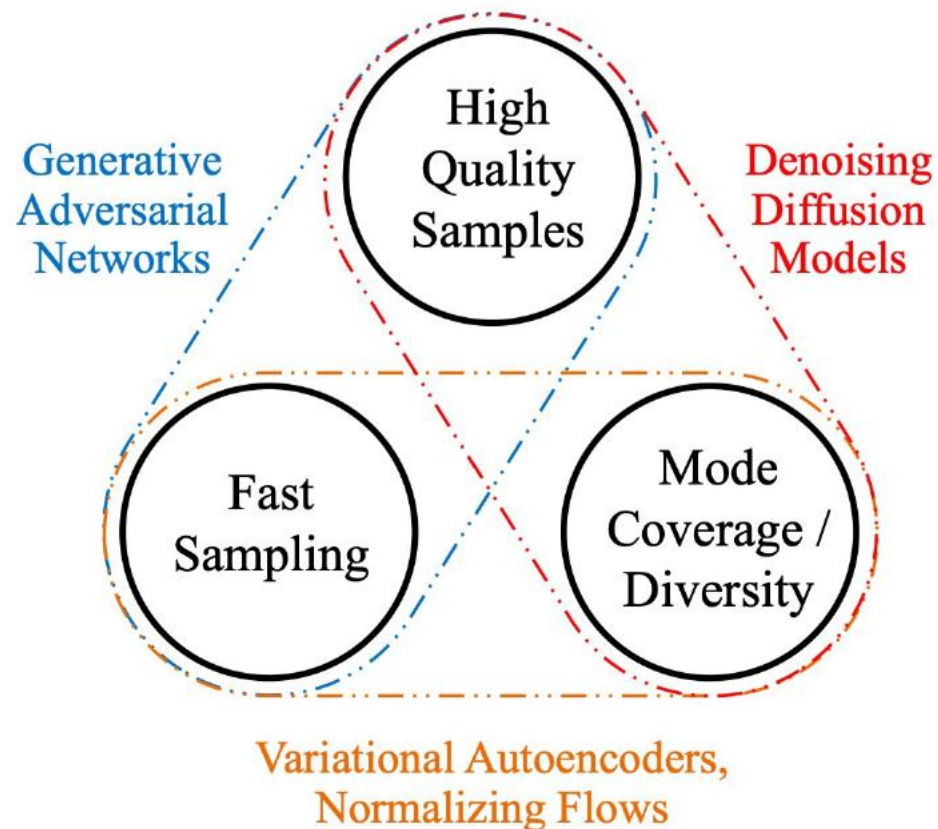 High
Quality
Samples
Generative
Adversarial
Networks
Denoising
Diffusion
Models
Fast
Sampling
Mode
Coverage /
Diversity
Variational Autoencoders,
Normalizing Flows